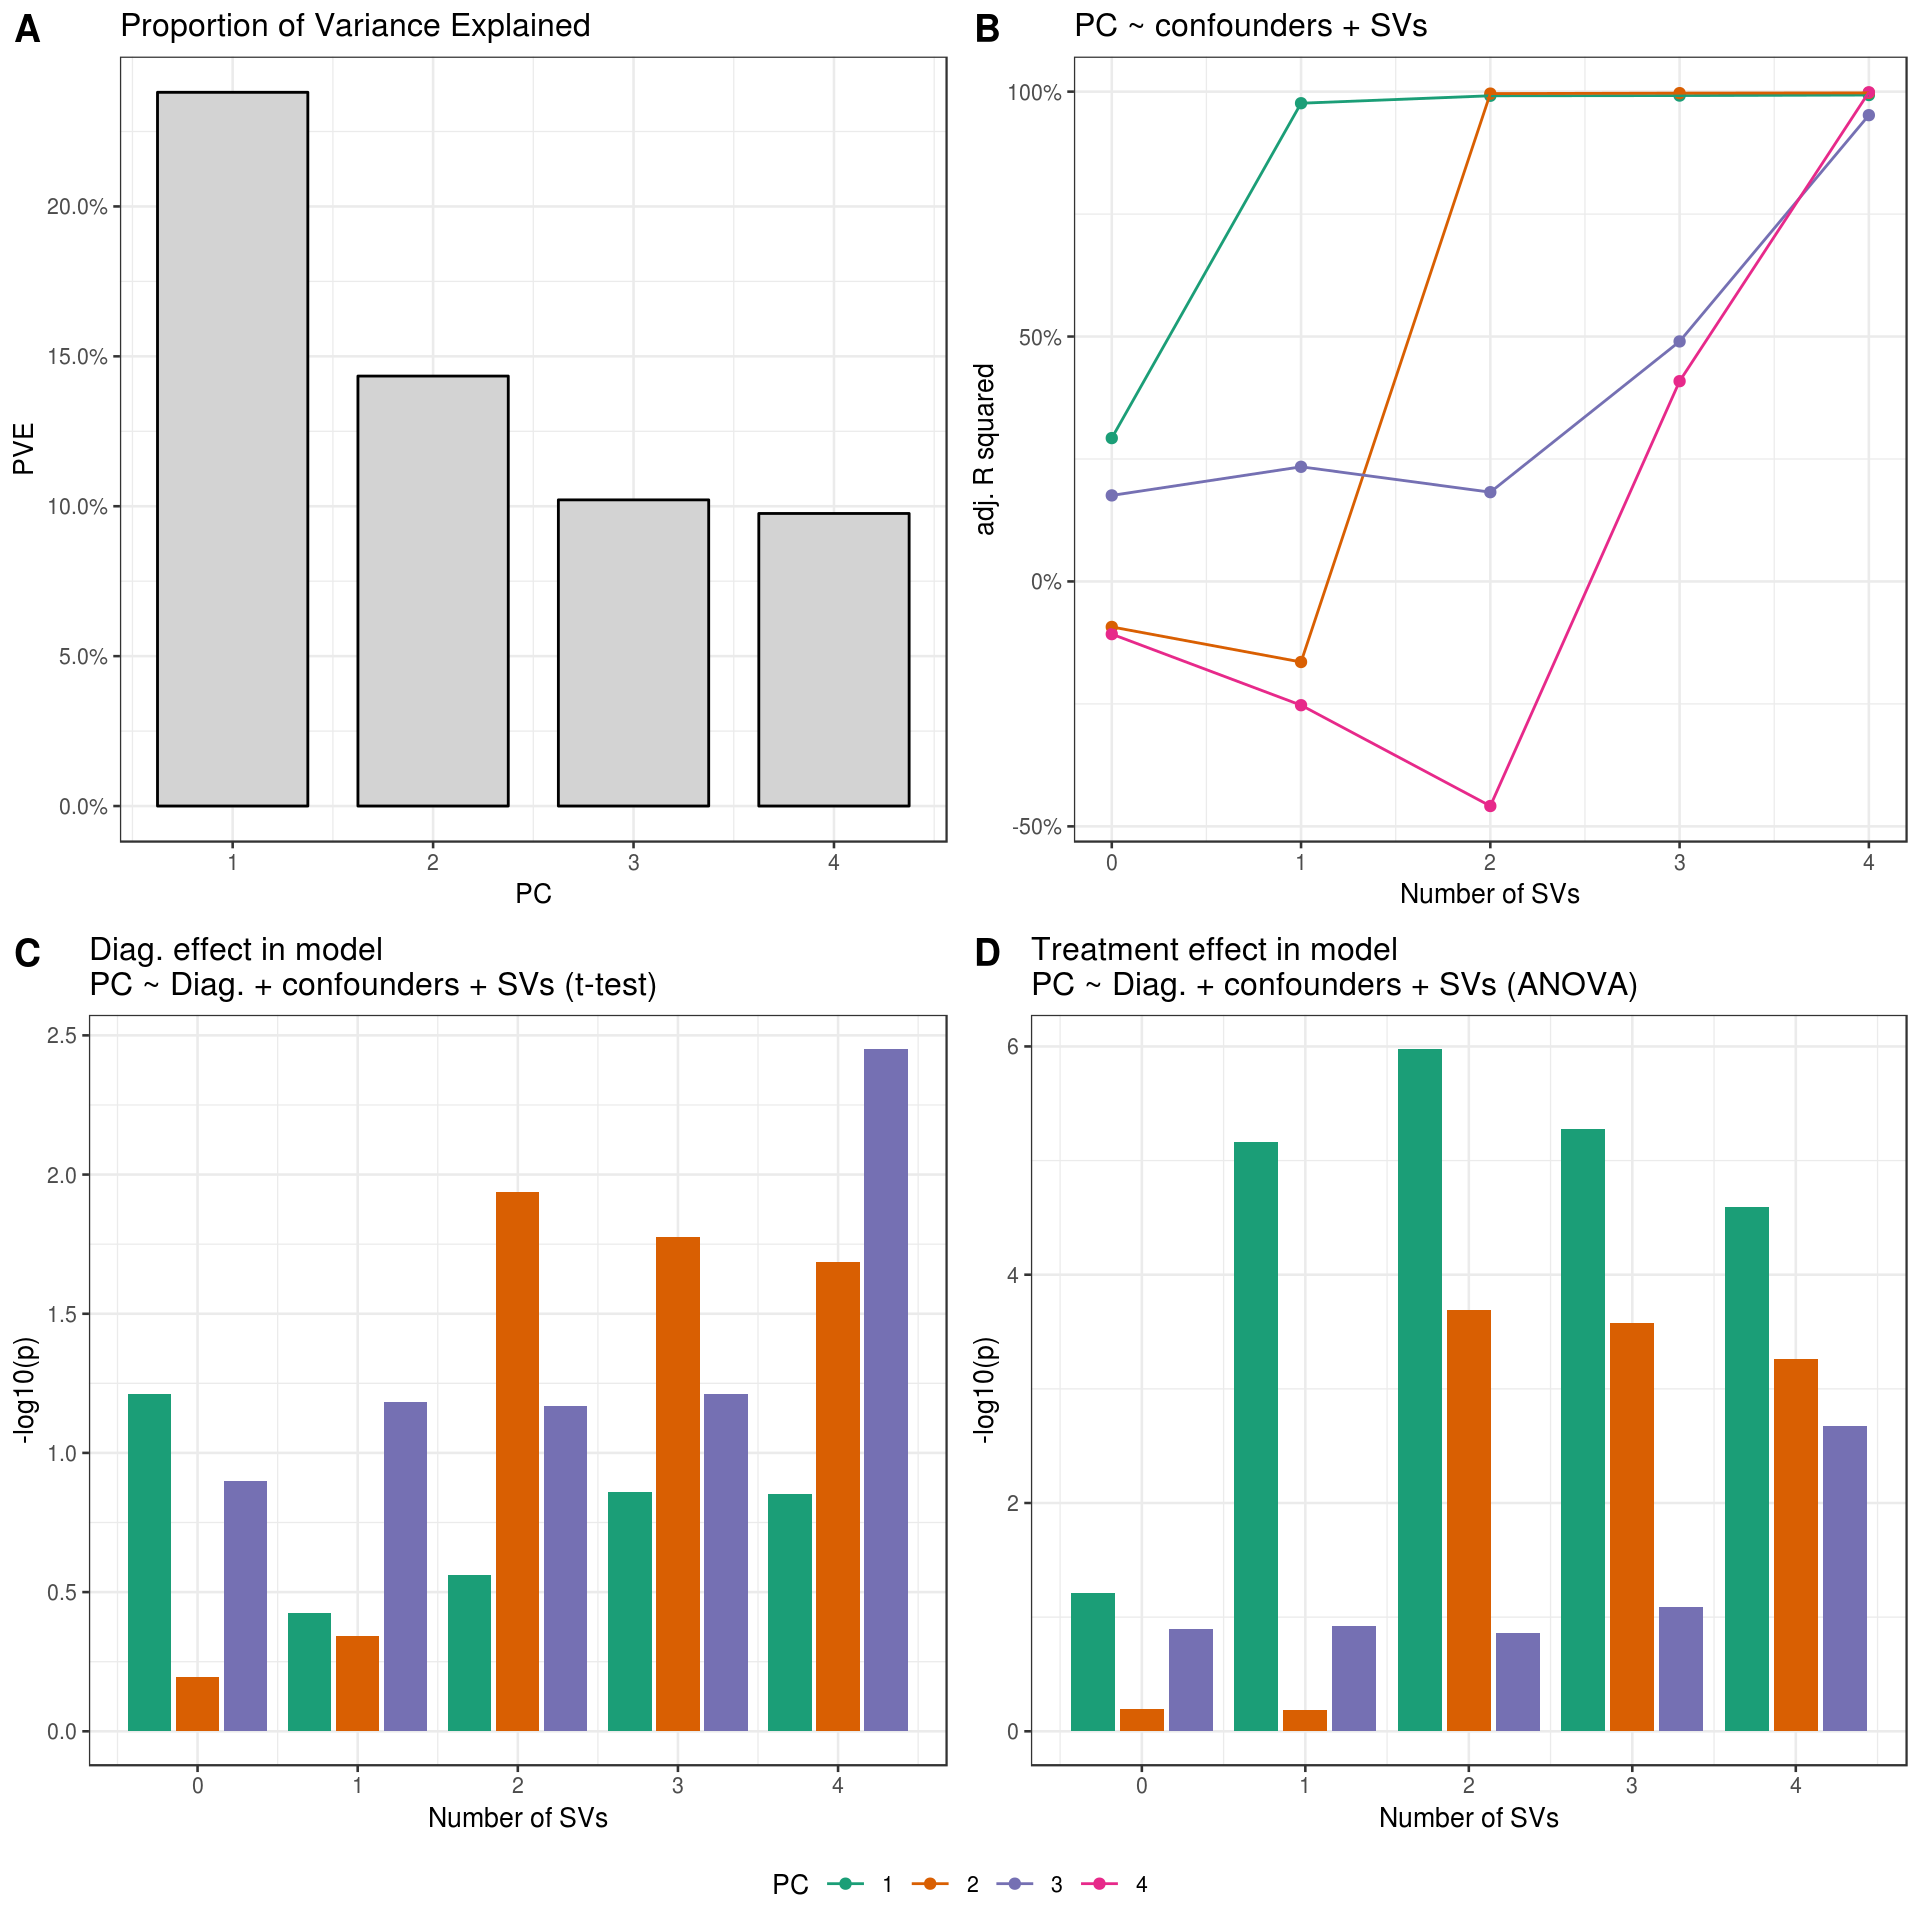 A
Proportion of Variance Explained
20.0%
15.0%
10.0%
5.0%
0.0%
PVE
1 2 3 4
PC
B
PC ~ confounders + SVs
100%
50%
0%
-50%
adj. R squared
0 1 2 3 4
Number of SVs
C
Diag. effect in model
PC ~ Diag. + confounders + SVs (t-test)
2.5
2.0
1.5
1.0
0.5
0.0
-log10(p)
0 1 2 3 4
Number of SVs
D
Treatment effect in model
PC ~ Diag. + confounders + SVs (ANOVA)
6
4
2
0
-log10(p)
0 1 2 3 4
Number of SVs
PC 1 2 3 4